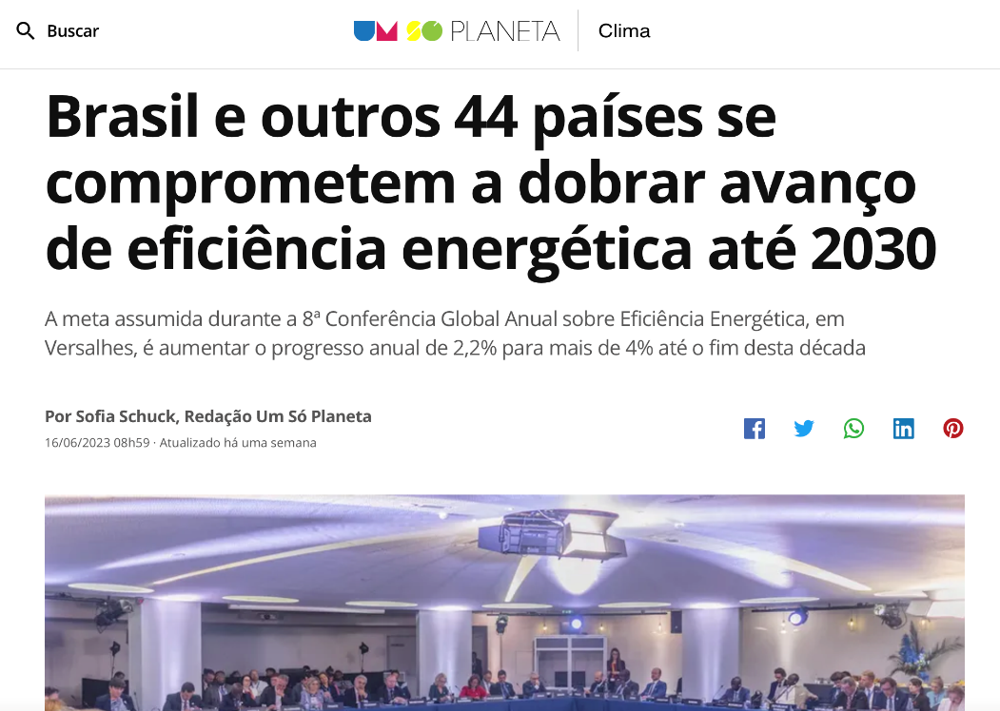 Buscar
UM SÓ PLANETA
Clima
Brasil e outros 44 países se
comprometem a dobrar avanço
de eficiência energética até 2030
A meta assumida durante a 8ª Conferência Global Anual sobre Eficiência Energética, em
Versalhes, é aumentar o progresso anual de 2,2% para mais de 4% até o fim desta década
Por Sofia Schuck, Redação Um Só Planeta
16/06/2023 08h59 · Atualizado há uma semana